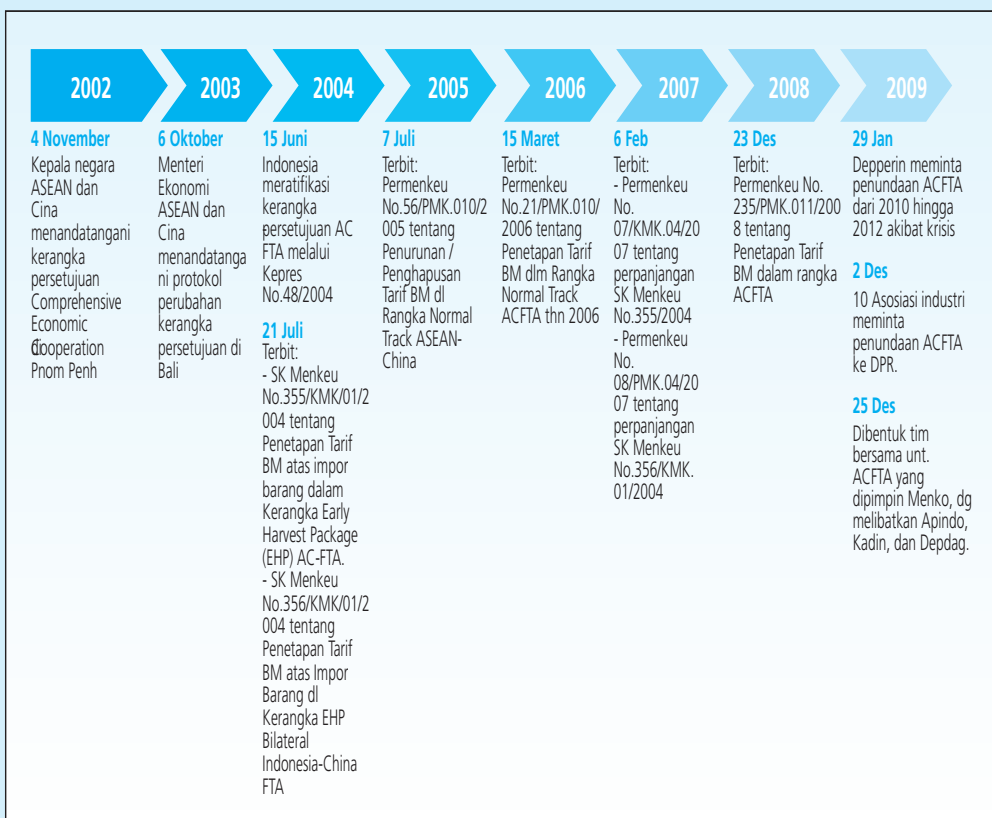 2002
2003
2004
2005
2006
2007
2008
2009
4 November
Kepala negara
ASEAN dan
Cina
menandatangani
kerangka
persetujuan
Comprehensive
Economic
Cooperation
di
Pnom Penh
6 Oktober
Menteri
Ekonomi
ASEAN dan
Cina
menandatanga
ni protokol
perubahan
kerangka
persetujuan di
Bali
15 Juni
Indonesia
meratifikasi
kerangka
persetujuan AC
FTA melalui
Kepres
No.48/2004
21 Juli
Terbit:
- SK Menkeu
No.355/KMK/01/2
004 tentang
Penetapan Tarif
BM atas impor
barang dalam
Kerangka Early
Harvest Package
(EHP) AC-FTA.
- SK Menkeu
No.356/KMK/01/2
004 tentang
Penetapan Tarif
BM atas Impor
Barang dl
Kerangka EHP
Bilateral
Indonesia-China
FTA
7 Juli
Terbit:
Permenkeu
No.56/PMK.010/2
005 tentang
Penurunan /
Penghapusan
Tarif BM dl
Rangka Normal
Track ASEAN-
China
15 Maret
Terbit:
Permenkeu
No.21/PMK.010/
2006 tentang
Penetapan Tarif
BM dlm Rangka
Normal Track
ACFTA thn 2006
6 Feb
Terbit:
- Permenkeu
No.
07/KMK.04/20
07 tentang
perpanjangan
SK Menkeu
No.355/2004
- Permenkeu
No.
08/PMK.04/20
07 tentang
perpanjangan
SK Menkeu
No.356/KMK.
01/2004
23 Des
Terbit:
Permenkeu No.
235/PMK.011/200
8 tentang
Penetapan Tarif
BM dalam rangka
ACFTA
29 Jan
Depperin meminta
penundaan ACFTA
dari 2010 hingga
2012 akibat krisis
2 Des
10 Asosiasi industri
meminta
penundaan ACFTA
ke DPR.
25 Des
Dibentuk tim
bersama unt.
ACFTA yang
dipimpin Menko, dg
melibatkan Apindo,
Kadin, dan Depdag.